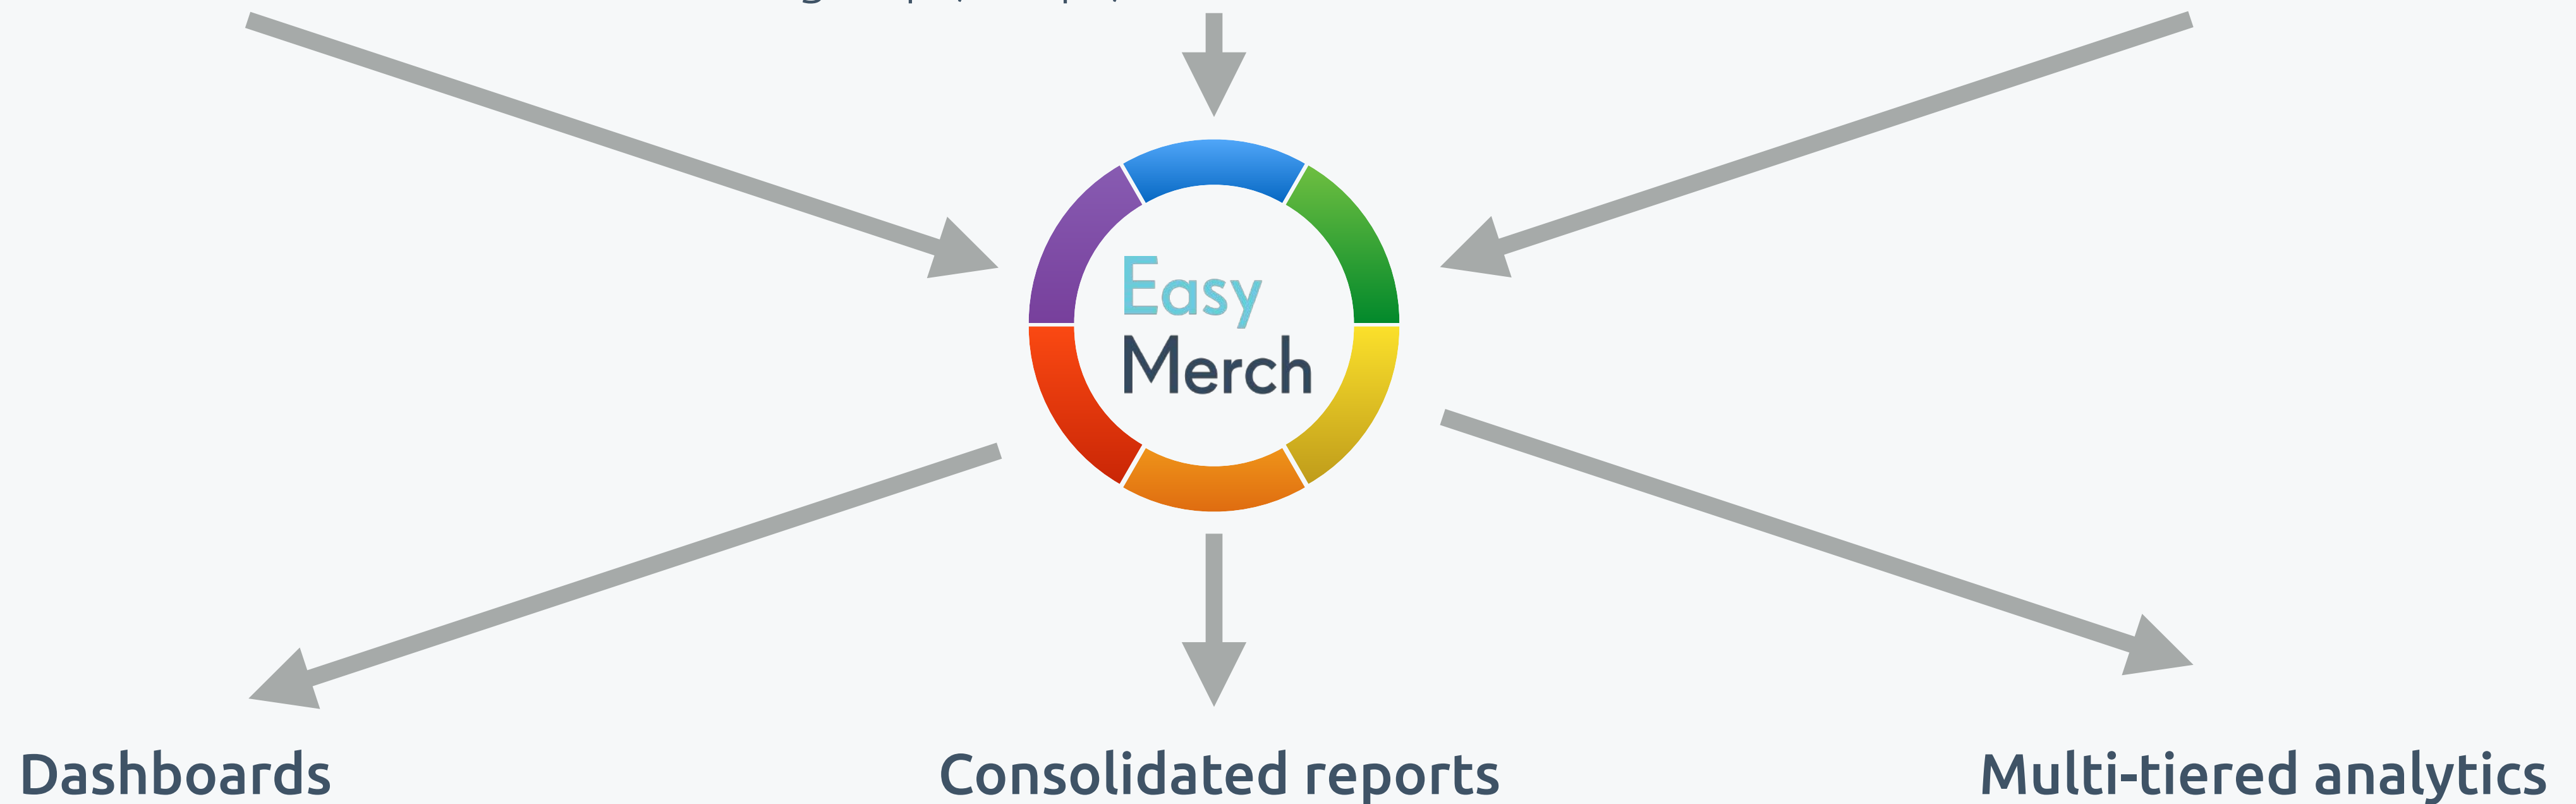 Easy
Merch
Dashboards
Consolidated reports
Multi-tiered analytics